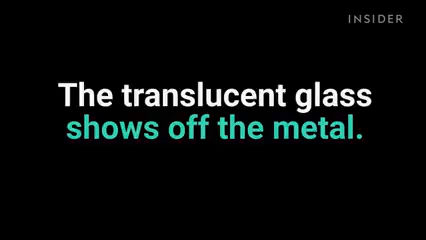 INSIDER
The translucent glass
shows off the metal.